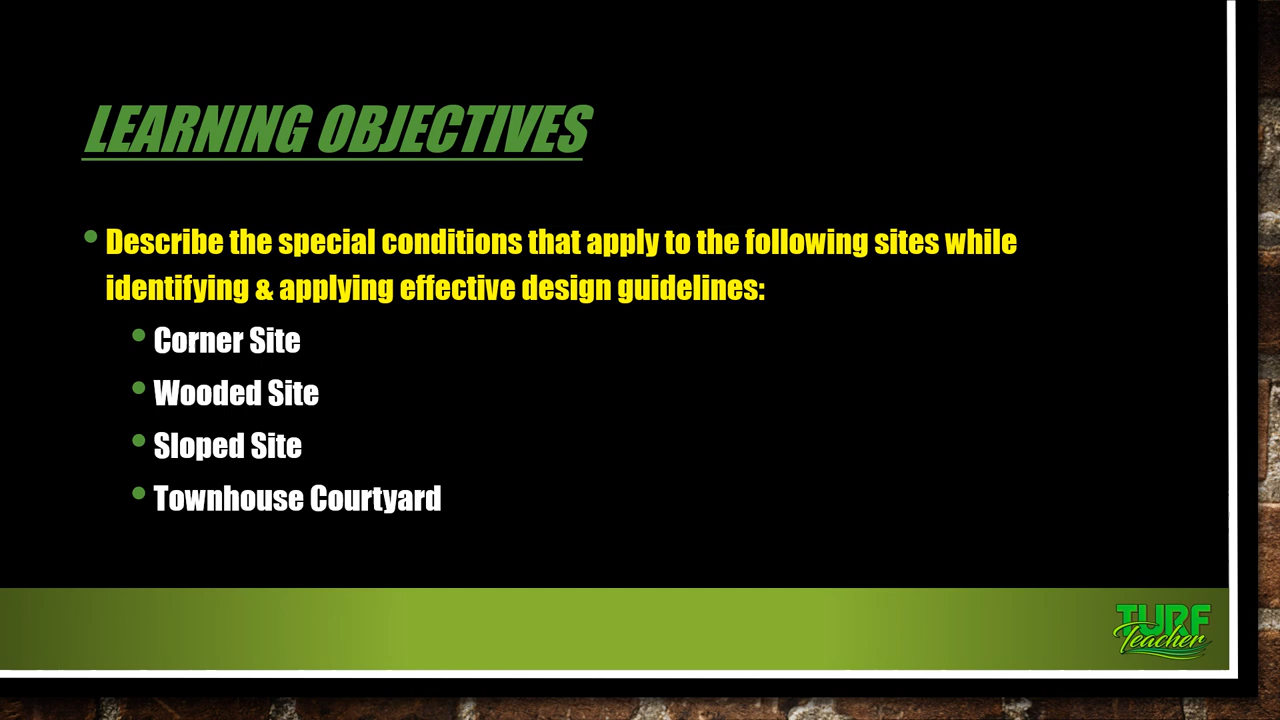 LEARNING OBJECTIVES
• Describe the special conditions that apply to the following sites while
identifying & applying effective design guidelines:
• Corner Site
• Wooded Site
• Sloped Site
• Townhouse Courtyard
TURF
Teacher